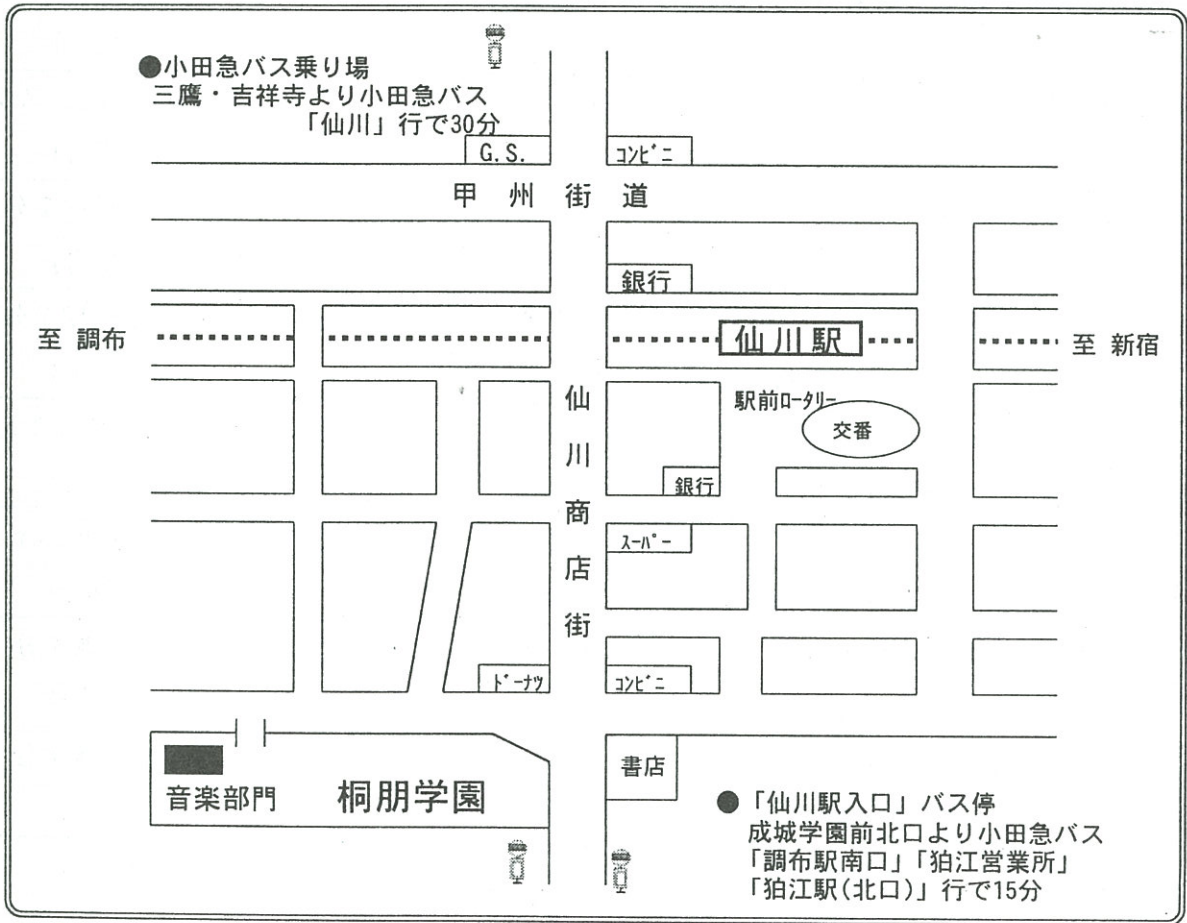 ●小田急バス乗り場
三鷹・吉祥寺より小田急バス
「仙川」行で30分
G.S.
コンビニ
甲州街道
銀行
至 調布
仙川駅
至 新宿
仙川商店街
駅前ロータリー
交番
銀行
スーパー
ドーナツ
コンビニ
音楽部門
桐朋学園
書店
●「仙川駅入口」バス停
成城学園前北口より小田急バス
「調布駅南口」「狛江営業所」
「狛江駅(北口)」行で15分